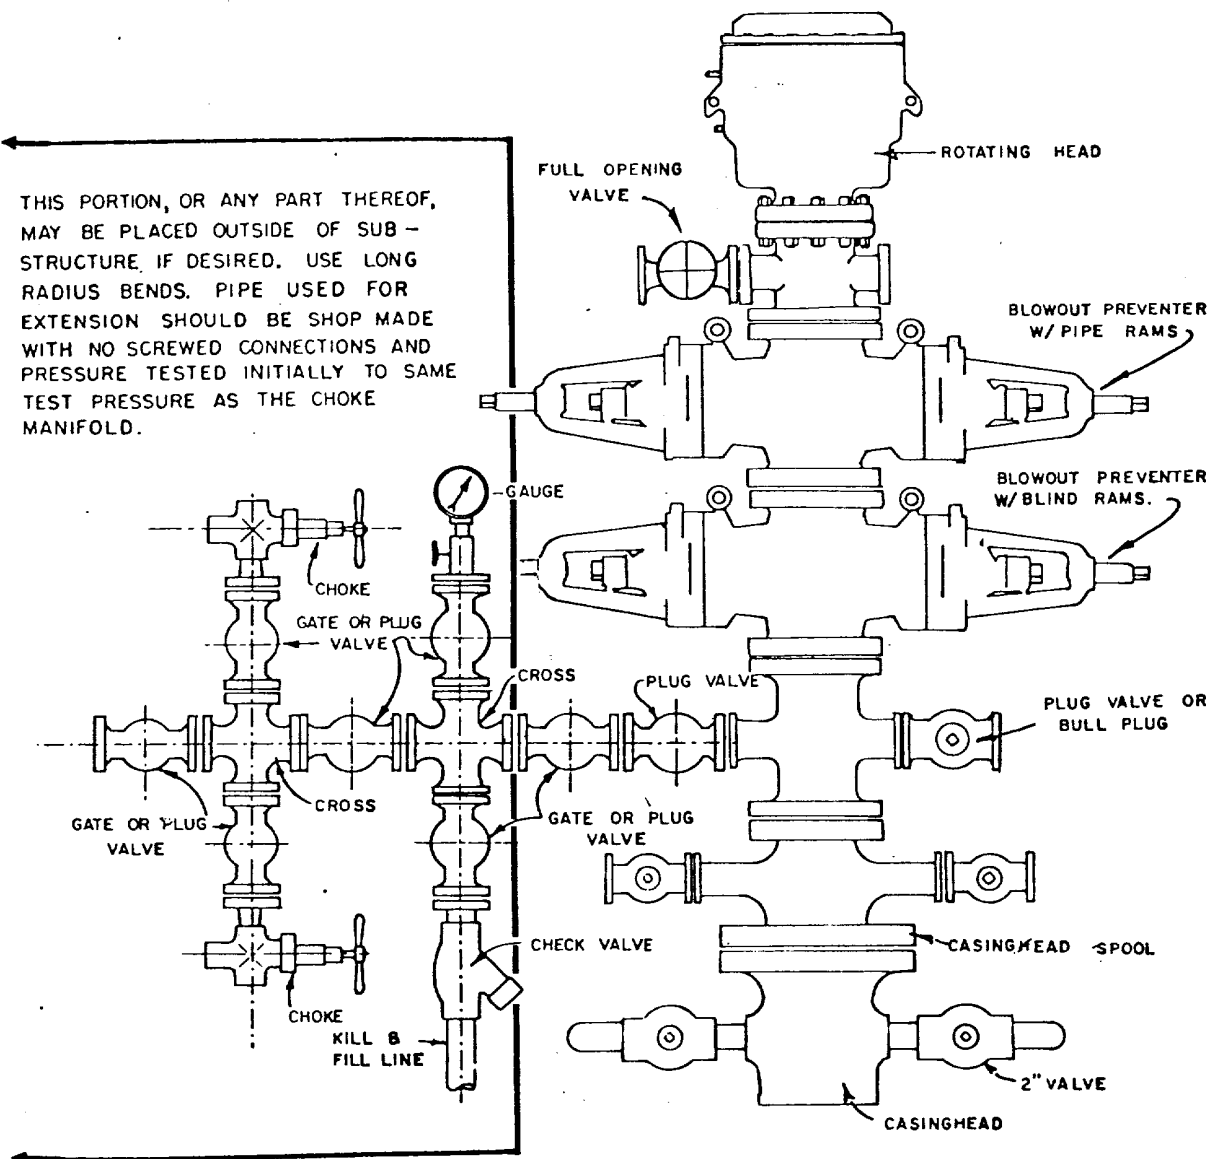 ROTATING HEAD
FULL OPENING
VALVE
THIS PORTION, OR ANY PART THEREOF,
MAY BE PLACED OUTSIDE OF SUB-
STRUCTURE IF DESIRED. USE LONG
RADIUS BENDS. PIPE USED FOR
EXTENSION SHOULD BE SHOP MADE
WITH NO SCREWED CONNECTIONS AND
PRESSURE TESTED INITIALLY TO SAME
TEST PRESSURE AS THE CHOKE
MANIFOLD.
BLOWOUT PREVENTER
W/ PIPE RAMS
BLOWOUT PREVENTER
W/ BLIND RAMS.
GAUGE
CHOKE
GATE OR PLUG
VALVE
CROSS
PLUG VALVE
PLUG VALVE OR
BULL PLUG
CROSS
GATE OR PLUG
VALVE
GATE OR PLUG
VALVE
CHECK VALVE
CASINGHEAD SPOOL
CHOKE
KILL &
FILL LINE
2" VALVE
CASINGHEAD